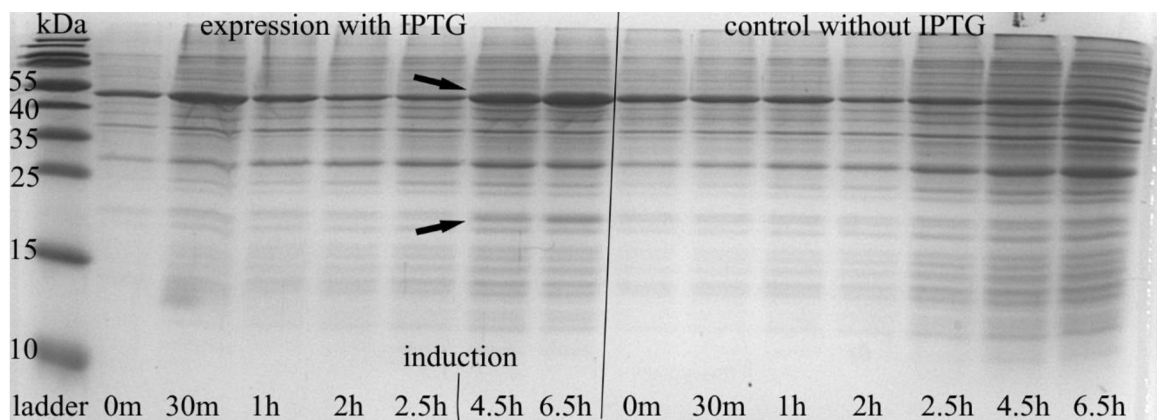 kDa expression with IPTG control without IPTG
55
40
35
25
15
10
induction
ladder 0m 30m 1h 2h 2.5h 4.5h 6.5h 0m 30m 1h 2h 2.5h 4.5h 6.5h